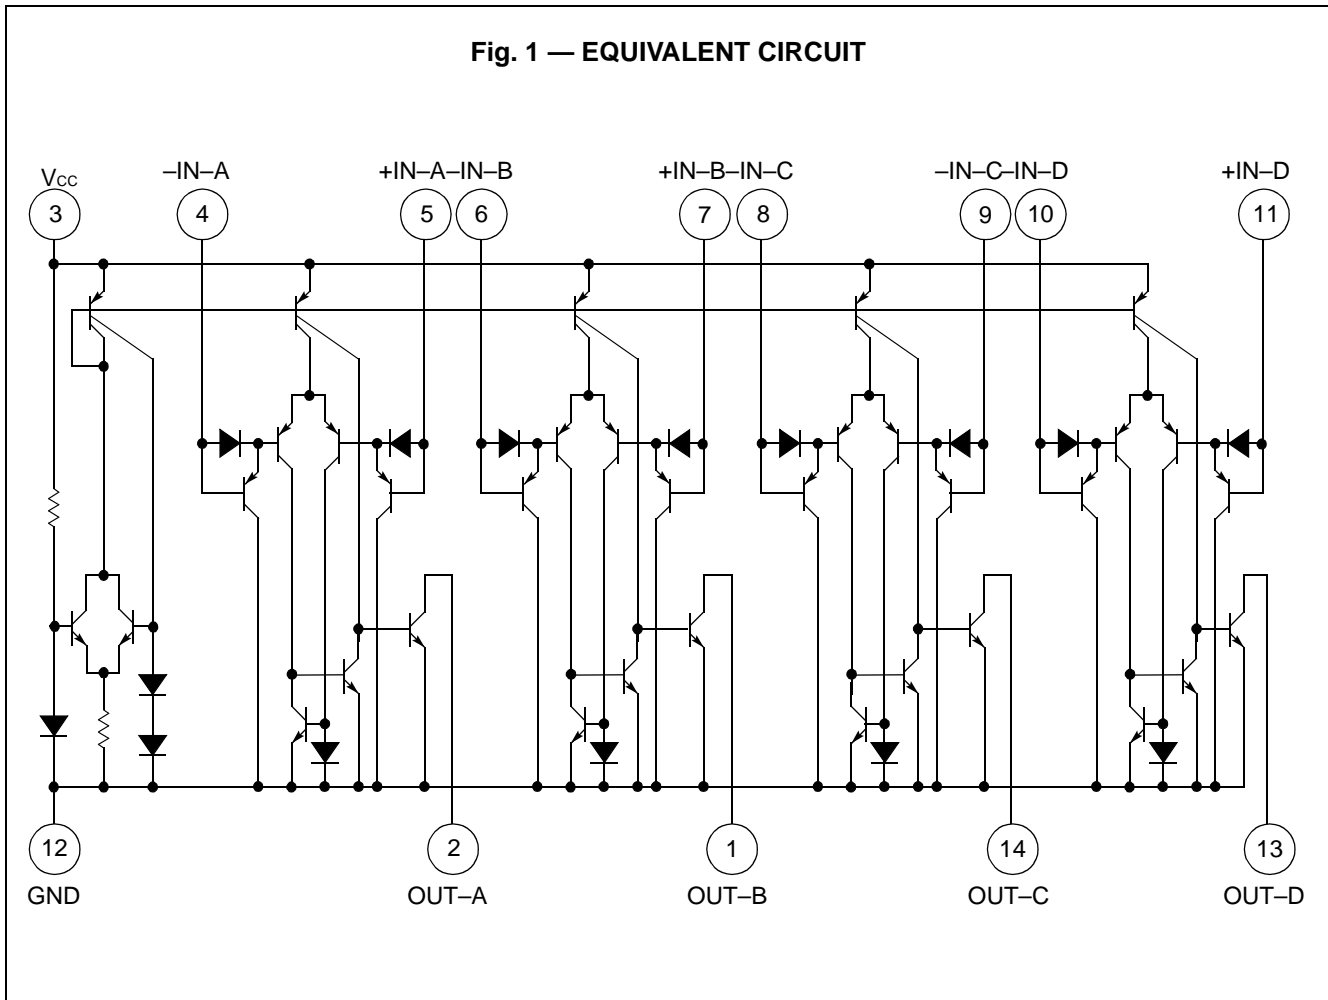 Fig. 1 — EQUIVALENT CIRCUIT
VCC –IN–A +IN–A–IN–B +IN–B–IN–C –IN–C–IN–D +IN–D
3 4 5 6 7 8 9 10 11
12 2 1 14 13
GND OUT–A OUT–B OUT–C OUT–D